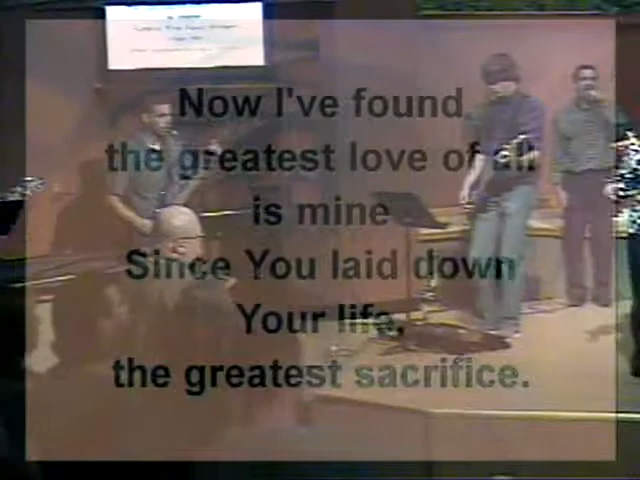 Now I've found
the greatest love of all
is mine
Since You laid down
Your life,
the greatest sacrifice.